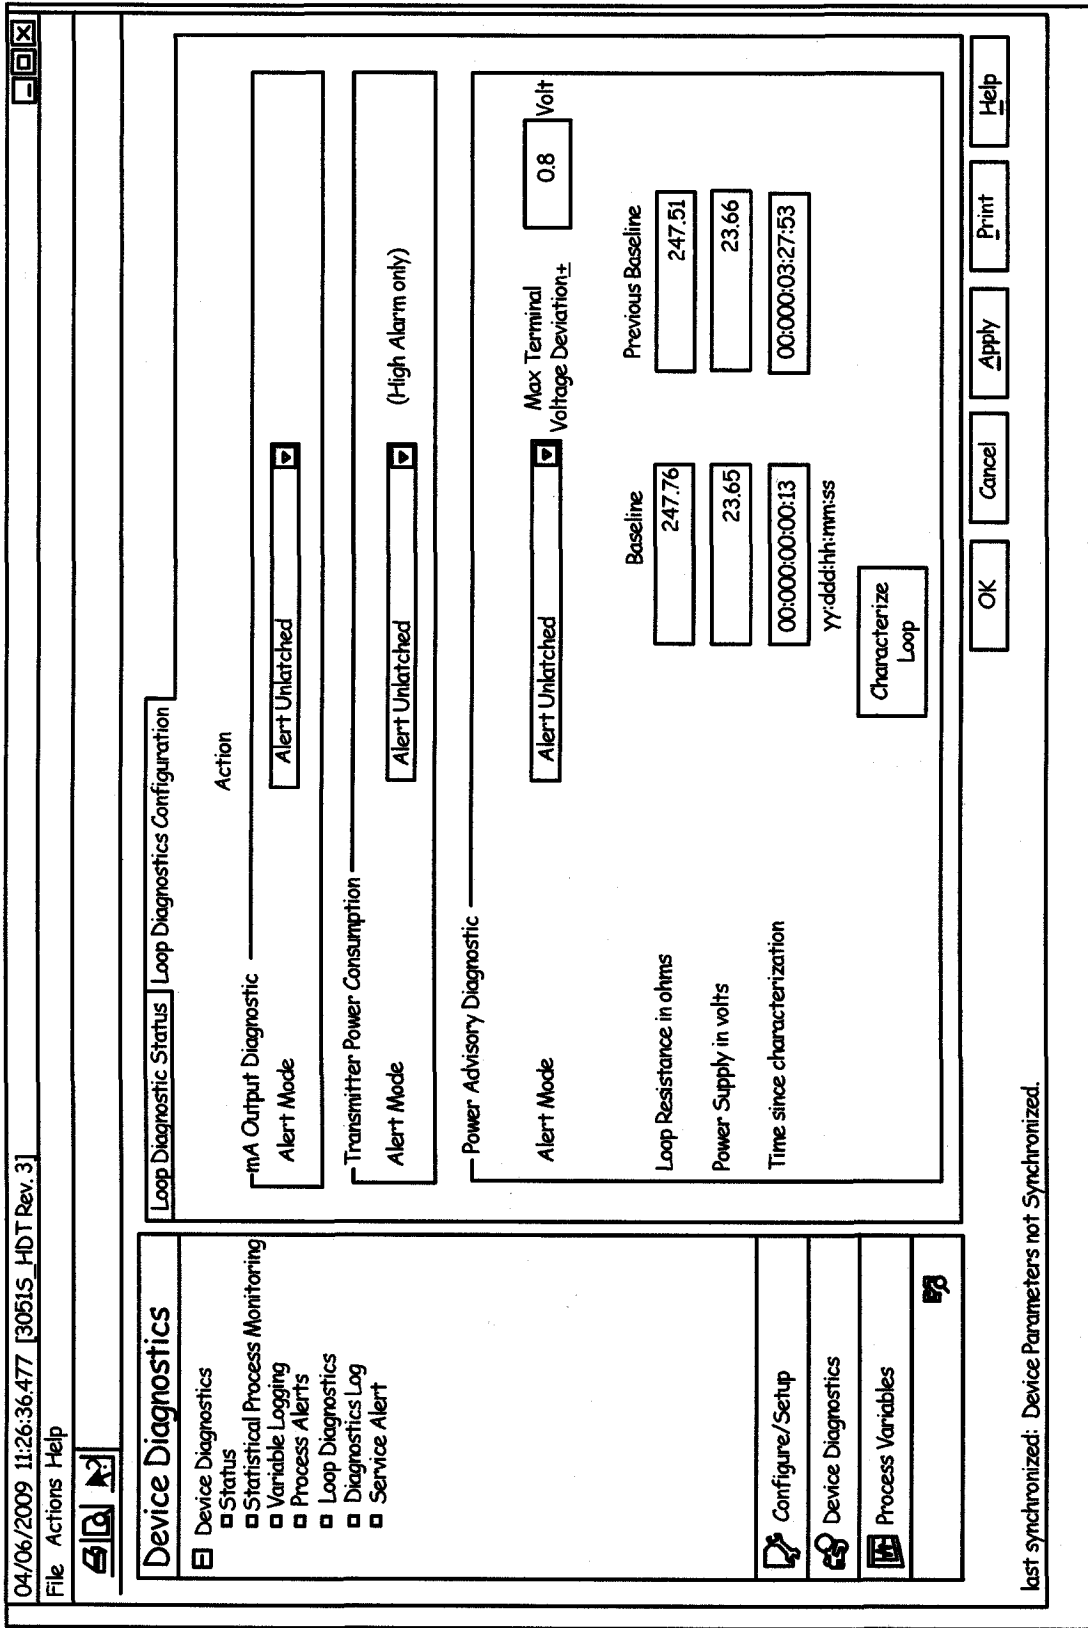 04/06/2009 11:26:36.477 [3051S_HDT Rev. 3]
File Actions Help
Device Diagnostics
Device Diagnostics
Status
Statistical Process Monitoring
Variable Logging
Process Alerts
Loop Diagnostics
Diagnostics Log
Service Alert
Configure/Setup
Device Diagnostics
Process Variables
Loop Diagnostic Status Loop Diagnostics Configuration
Action
mA Output Diagnostic
Alert Mode Alert Unlatched
Transmitter Power Consumption
Alert Mode Alert Unlatched (High Alarm only)
Power Advisory Diagnostic
Alert Mode Alert Unlatched Max Terminal
Voltage Deviation± 0.8 Volt
Baseline Previous Baseline
Loop Resistance in ohms 247.76 247.51
Power Supply in volts 23.65 23.66
Time since characterization 00:000:00:00:13 00:000:03:27:53
yy:ddd:hh:mm:ss
Characterize
Loop
OK Cancel Apply Print Help
last synchronized: Device Parameters not Synchronized.